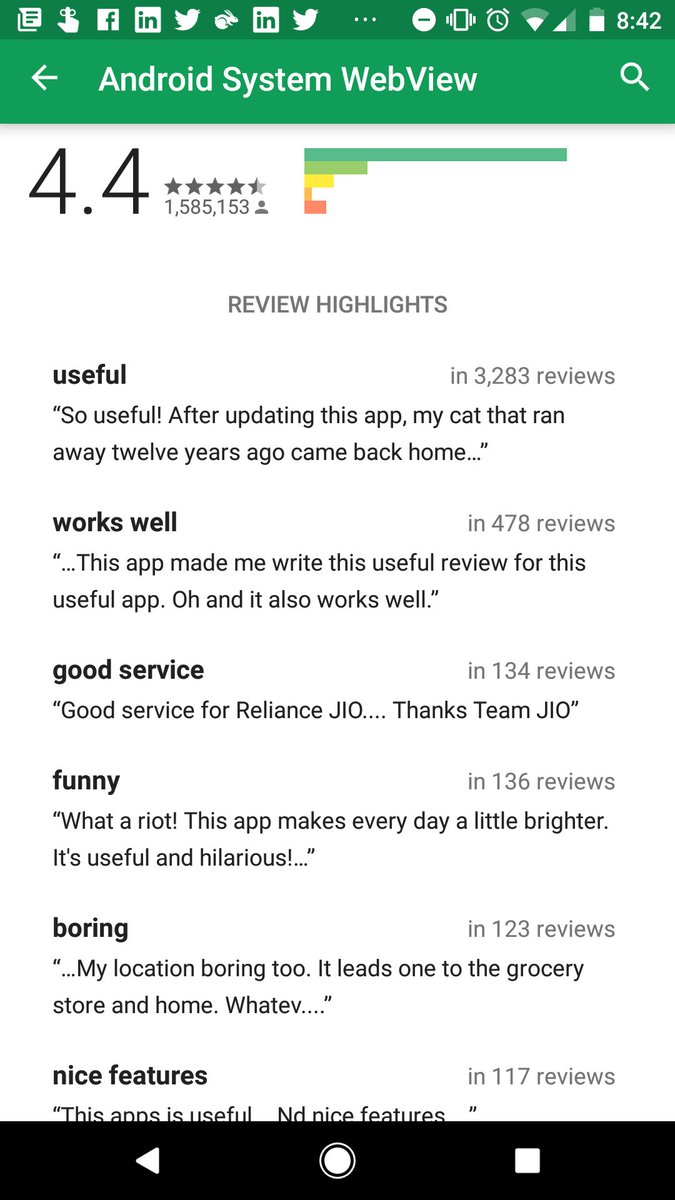 8:42
Android System WebView
4.4
1,585,153
REVIEW HIGHLIGHTS
useful in 3,283 reviews
“So useful! After updating this app, my cat that ran
away twelve years ago came back home…”
works well in 478 reviews
“…This app made me write this useful review for this
useful app. Oh and it also works well.”
good service in 134 reviews
“Good service for Reliance JIO.... Thanks Team JIO”
funny in 136 reviews
“What a riot! This app makes every day a little brighter.
It's useful and hilarious!…”
boring in 123 reviews
“…My location boring too. It leads one to the grocery
store and home. Whatev....”
nice features in 117 reviews
“This apps is useful... Nd nice features ...”